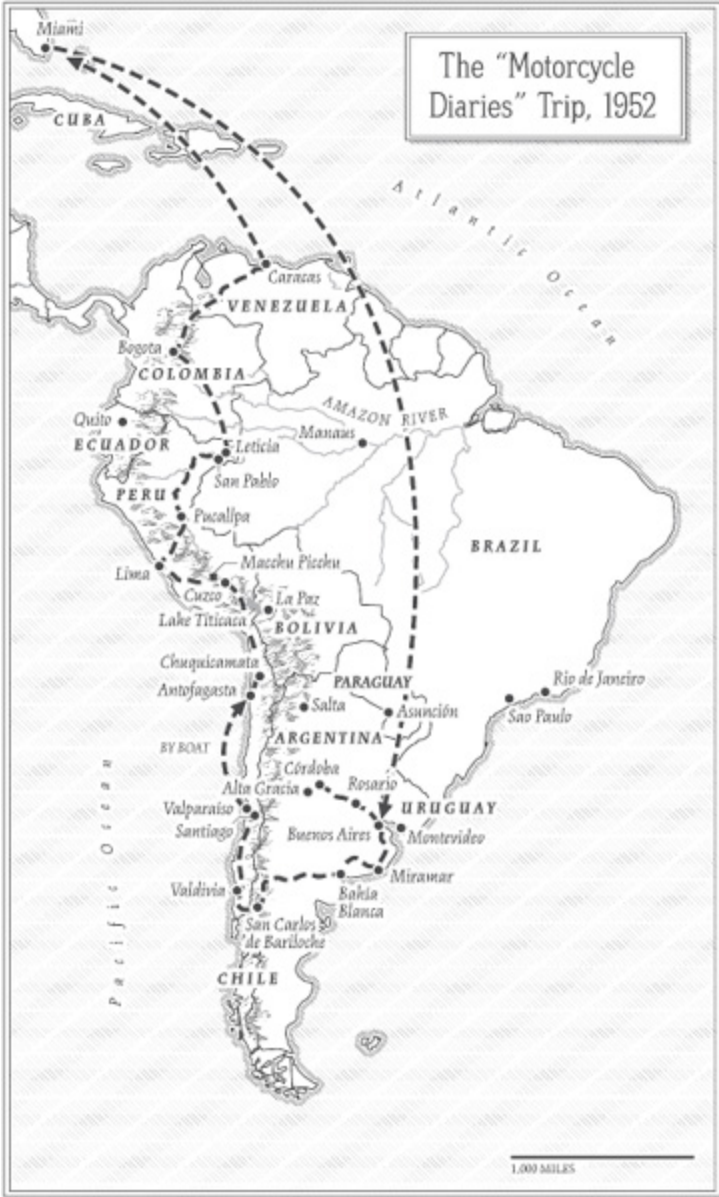 Miami
The “Motorcycle
Diaries” Trip, 1952
CUBA
Atlantic Ocean
Caracas
VENEZUELA
Bogota
COLOMBIA
AMAZON RIVER
Quito
Manaus
ECUADOR
Leticia
San Pablo
PERU
Pucallpa
BRAZIL
Macchu Picchu
Lima
Cuzco
La Paz
Lake Titicaca
BOLIVIA
Chuquicamata
PARAGUAY
Rio de Janeiro
Antofagasta
Salta
Asunción
Sao Paulo
ARGENTINA
BY BOAT
Córdoba
Alta Gracia
Rosario
Valparaiso
URUGUAY
Santiago
Buenos Aires
Montevideo
Pacific Ocean
Miramar
Valdivia
Bahía
Blanca
San Carlos
de Bariloche
CHILE
1,000 MILES